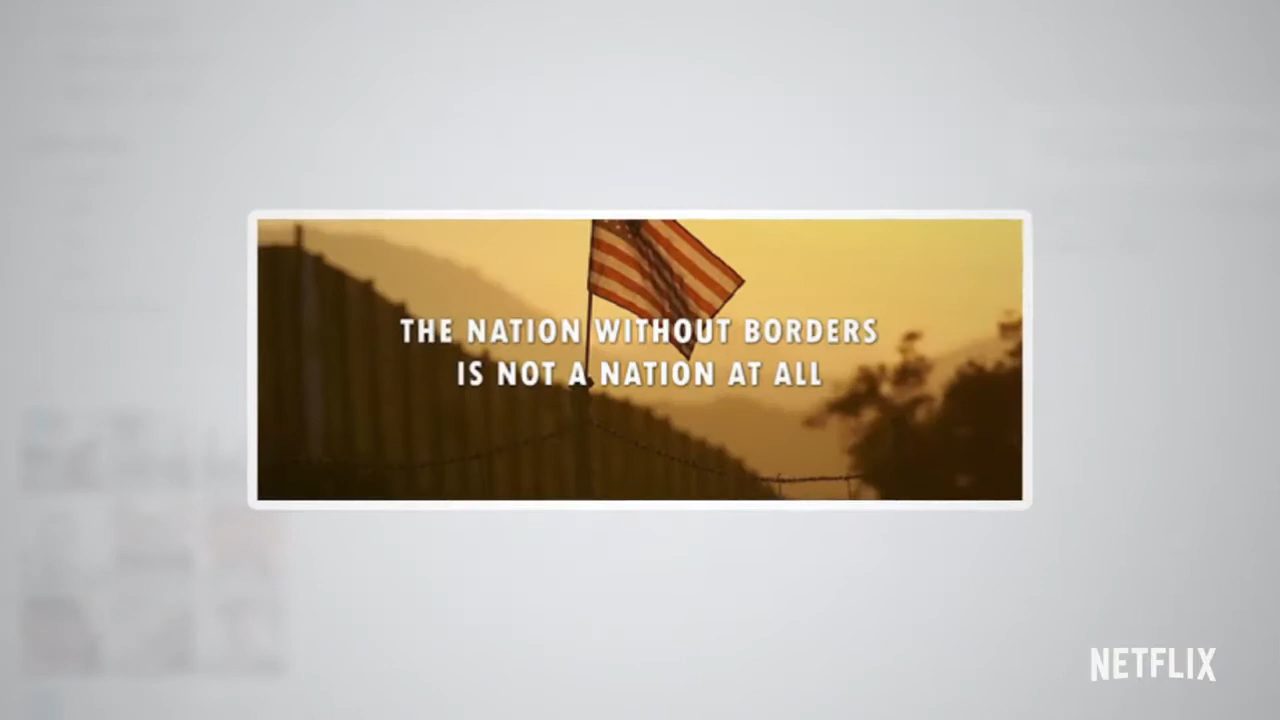 THE NATION WITHOUT BORDERS
IS NOT A NATION AT ALL
NETFLIX